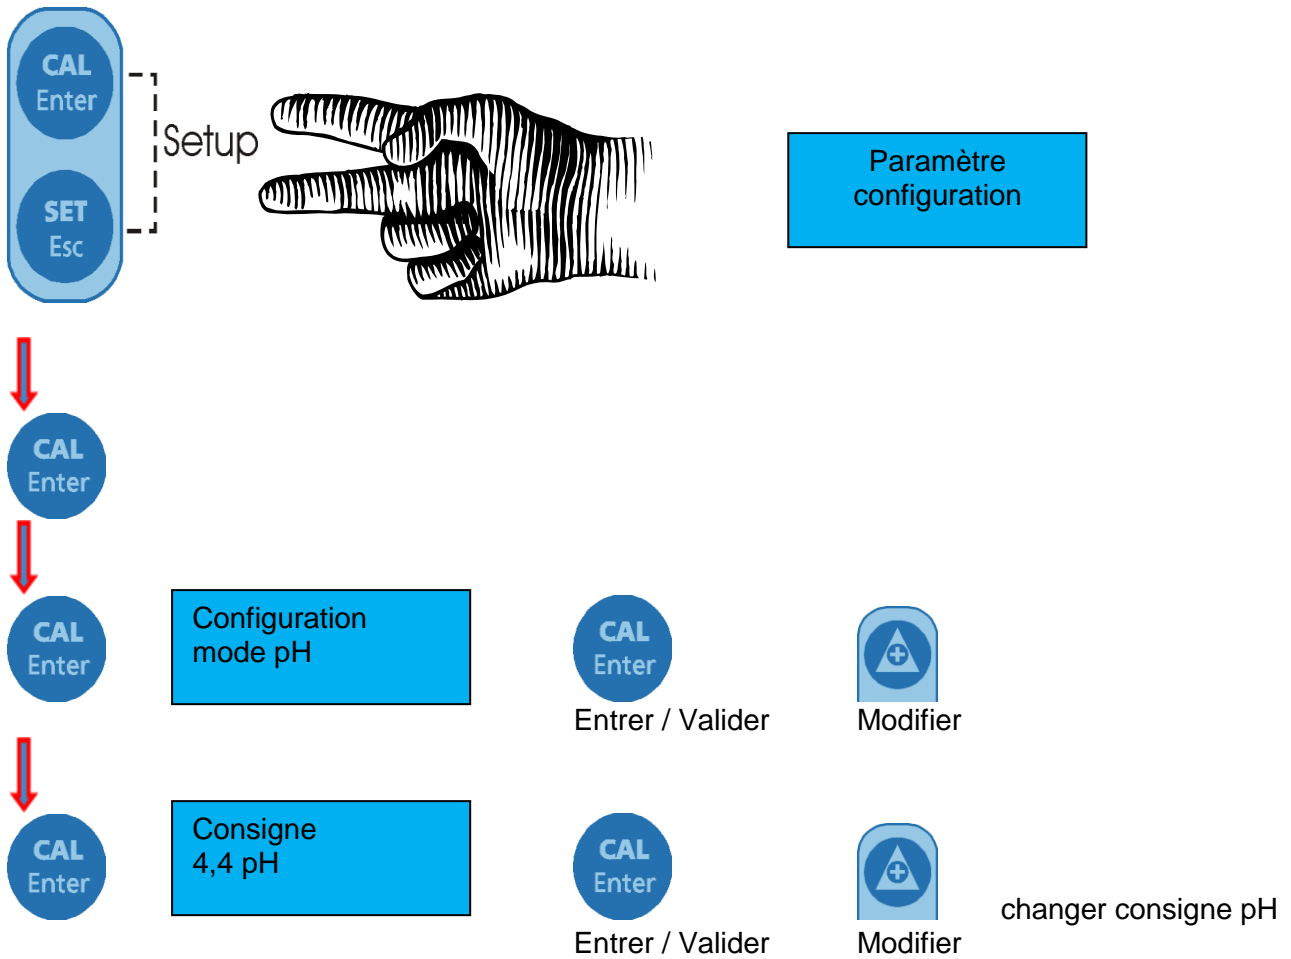 CAL
Enter
Setup
SET
Esc
Paramètre
configuration
CAL
Enter
CAL
Enter
Configuration
mode pH
CAL
Enter
Entrer / Valider
Modifier
CAL
Enter
Consigne
4,4 pH
CAL
Enter
Entrer / Valider
Modifier
changer consigne pH